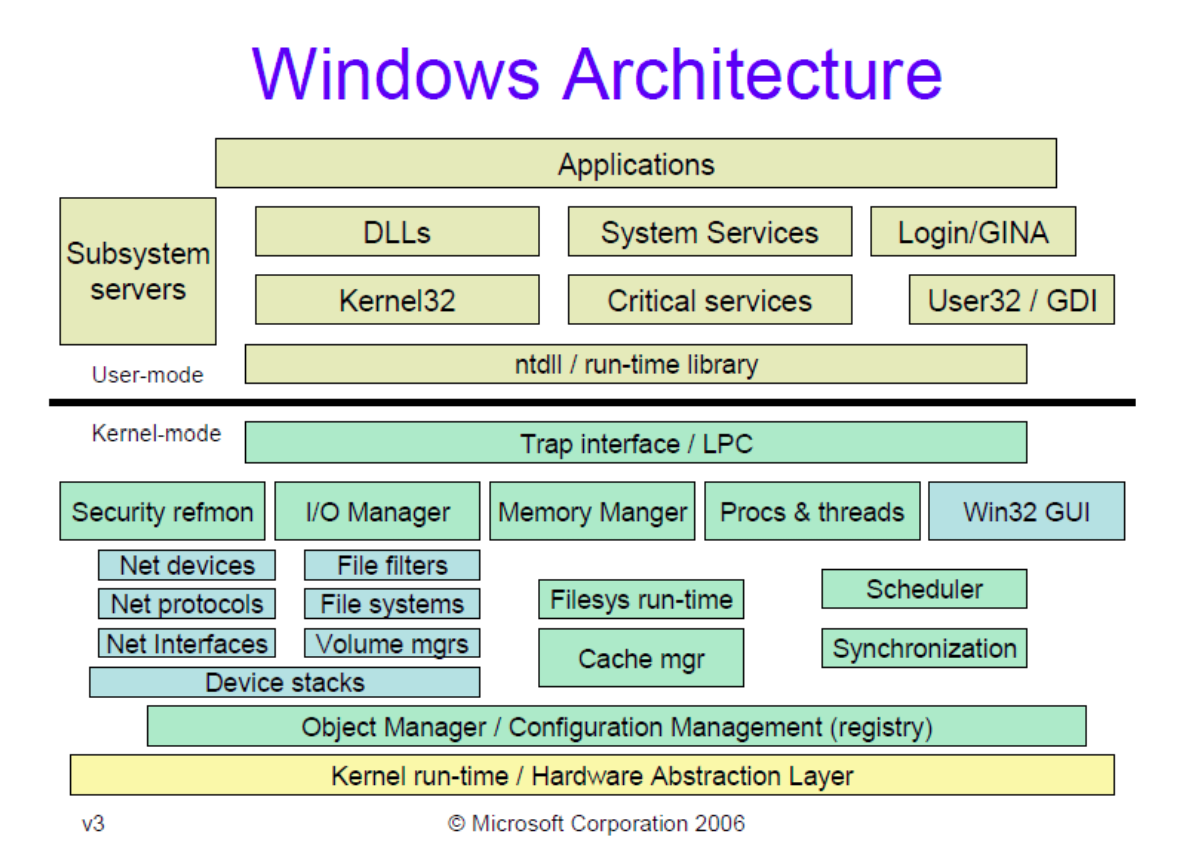 Windows Architecture
Applications
Subsystem
servers
DLLs
System Services
Login/GINA
Kernel32
Critical services
User32 / GDI
ntdll / run-time library
User-mode
Kernel-mode
Trap interface / LPC
Security refmon
I/O Manager
Memory Manger
Procs & threads
Win32 GUI
Net devices
File filters
Net protocols
File systems
Filesys run-time
Scheduler
Net Interfaces
Volume mgrs
Cache mgr
Synchronization
Device stacks
Object Manager / Configuration Management (registry)
Kernel run-time / Hardware Abstraction Layer
v3
© Microsoft Corporation 2006